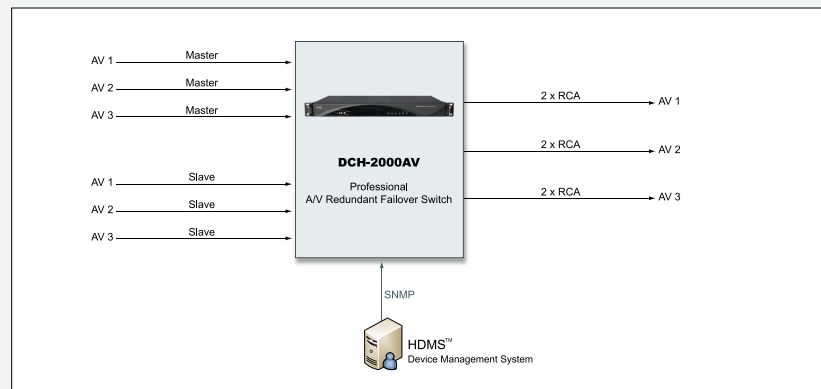 AV 1 Master
AV 2 Master
AV 3 Master
AV 1 Slave
AV 2 Slave
AV 3 Slave
DCH-2000AV
Professional
A/V Redundant Failover Switch
2 x RCA AV 1
2 x RCA AV 2
2 x RCA AV 3
SNMP
HDMS™
Device Management System